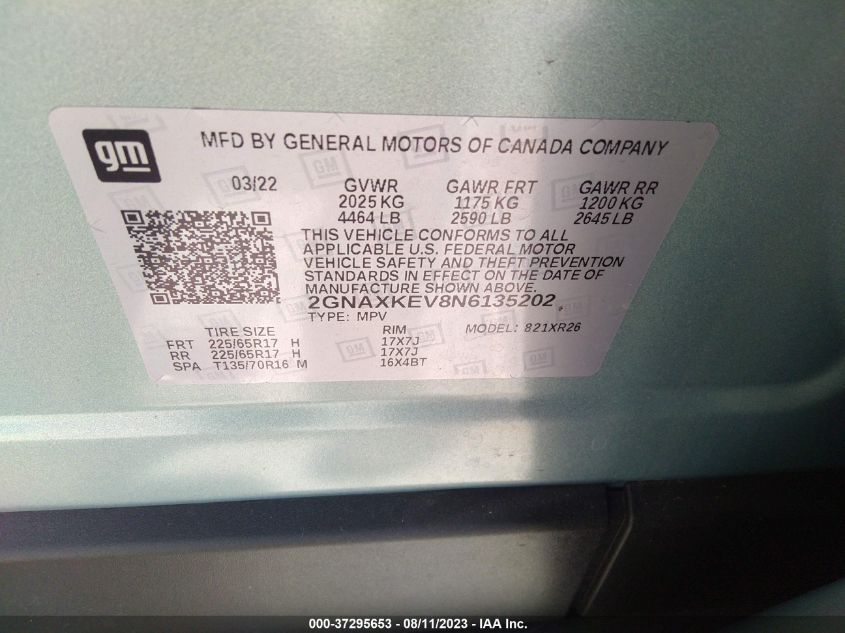 gm
MFD BY GENERAL MOTORS OF CANADA COMPANY
03/22 GVWR GAWR FRT GAWR RR
2025 KG 1175 KG 1200 KG
4464 LB 2590 LB 2645 LB
THIS VEHICLE CONFORMS TO ALL
APPLICABLE U.S. FEDERAL MOTOR
VEHICLE SAFETY AND THEFT PREVENTION
STANDARDS IN EFFECT ON THE DATE OF
MANUFACTURE SHOWN ABOVE.
2GNAXKEV8N6135202
TYPE: MPV MODEL: 821XR26
TIRE SIZE RIM
FRT 225/65R17 H 17X7J
RR 225/65R17 H 17X7J
SPA T135/70R16 M 16X4BT
000-37295653 - 08/11/2023 - IAA Inc.